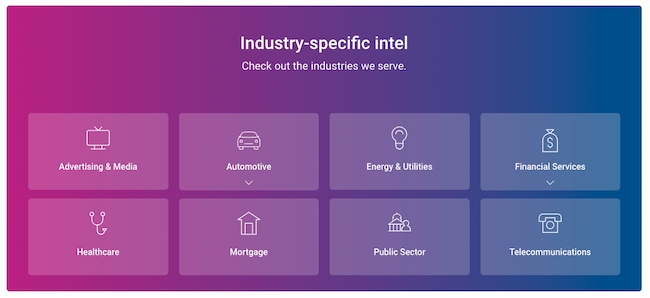 Industry-specific intel
Check out the industries we serve.
Advertising & Media
Automotive
Energy & Utilities
Financial Services
Healthcare
Mortgage
Public Sector
Telecommunications